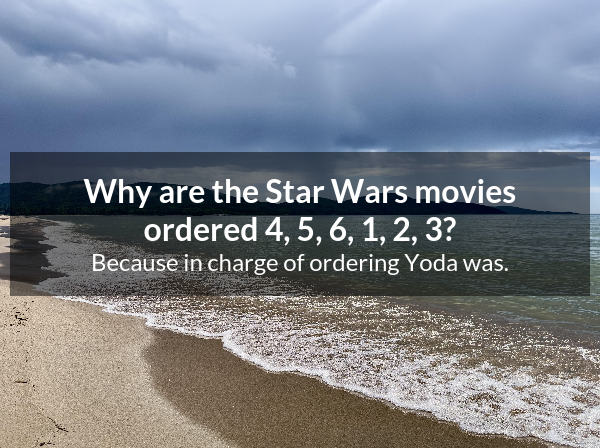 Why are the Star Wars movies
ordered 4, 5, 6, 1, 2, 3?
Because in charge of ordering Yoda was.